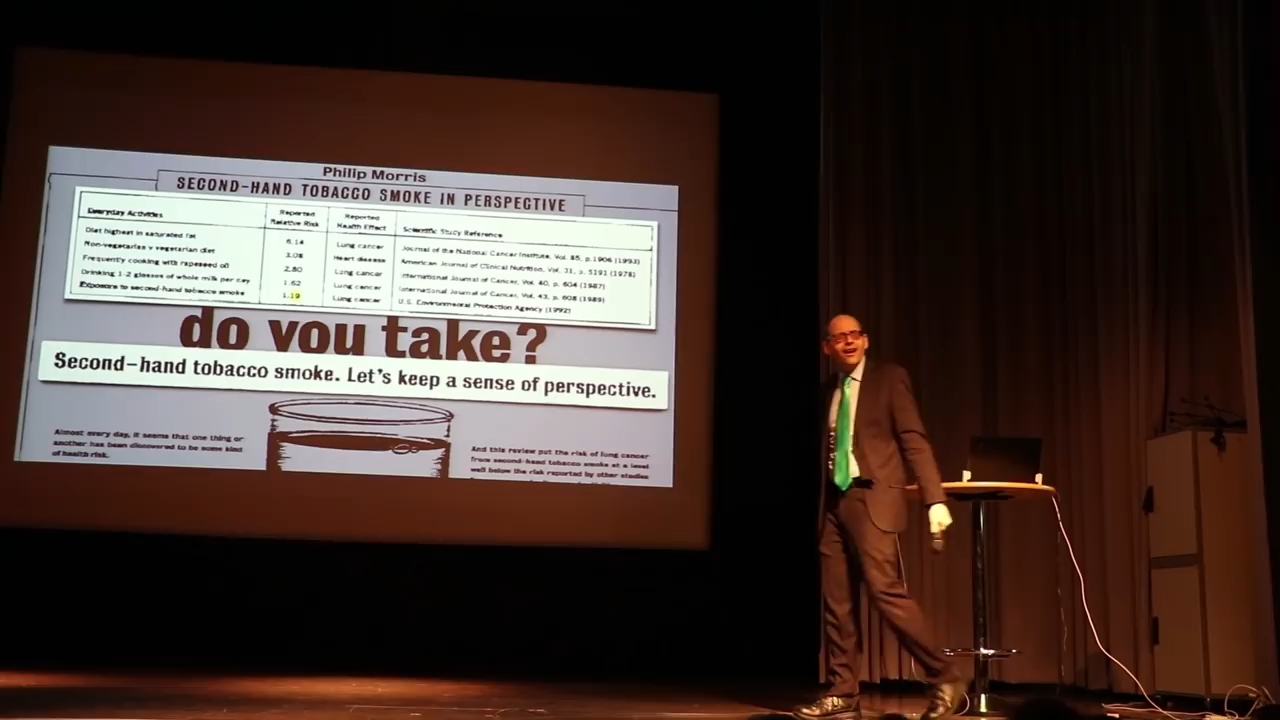 Philip Morris
SECOND-HAND TOBACCO SMOKE IN PERSPECTIVE
Everyday Activities Reported Relative Risk Reported Health Effect Scientific Study Reference
Diet highest in saturated fat 6.14 Lung cancer Journal of the National Cancer Institute, Vol. 85, p.1906 (1993)
Non-vegetarian v vegetarian diet 3.08 Heart disease American Journal of Clinical Nutrition, Vol. 31, p. S191 (1978)
Frequently cooking with rapeseed oil 2.80 Lung cancer International Journal of Cancer, Vol. 40, p. 604 (1987)
Drinking 1-2 glasses of whole milk per day 1.62 Lung cancer International Journal of Cancer, Vol. 43, p. 608 (1989)
Exposure to second-hand tobacco smoke 1.19 Lung cancer U.S. Environmental Protection Agency (1992)
do you take?
Second-hand tobacco smoke. Let's keep a sense of perspective.
Almost every day, it seems that one thing or
another has been discovered to be some kind
of health risk.
And this review put the risk of lung cancer
from second-hand tobacco smoke at a level
well below the risk reported by other studies